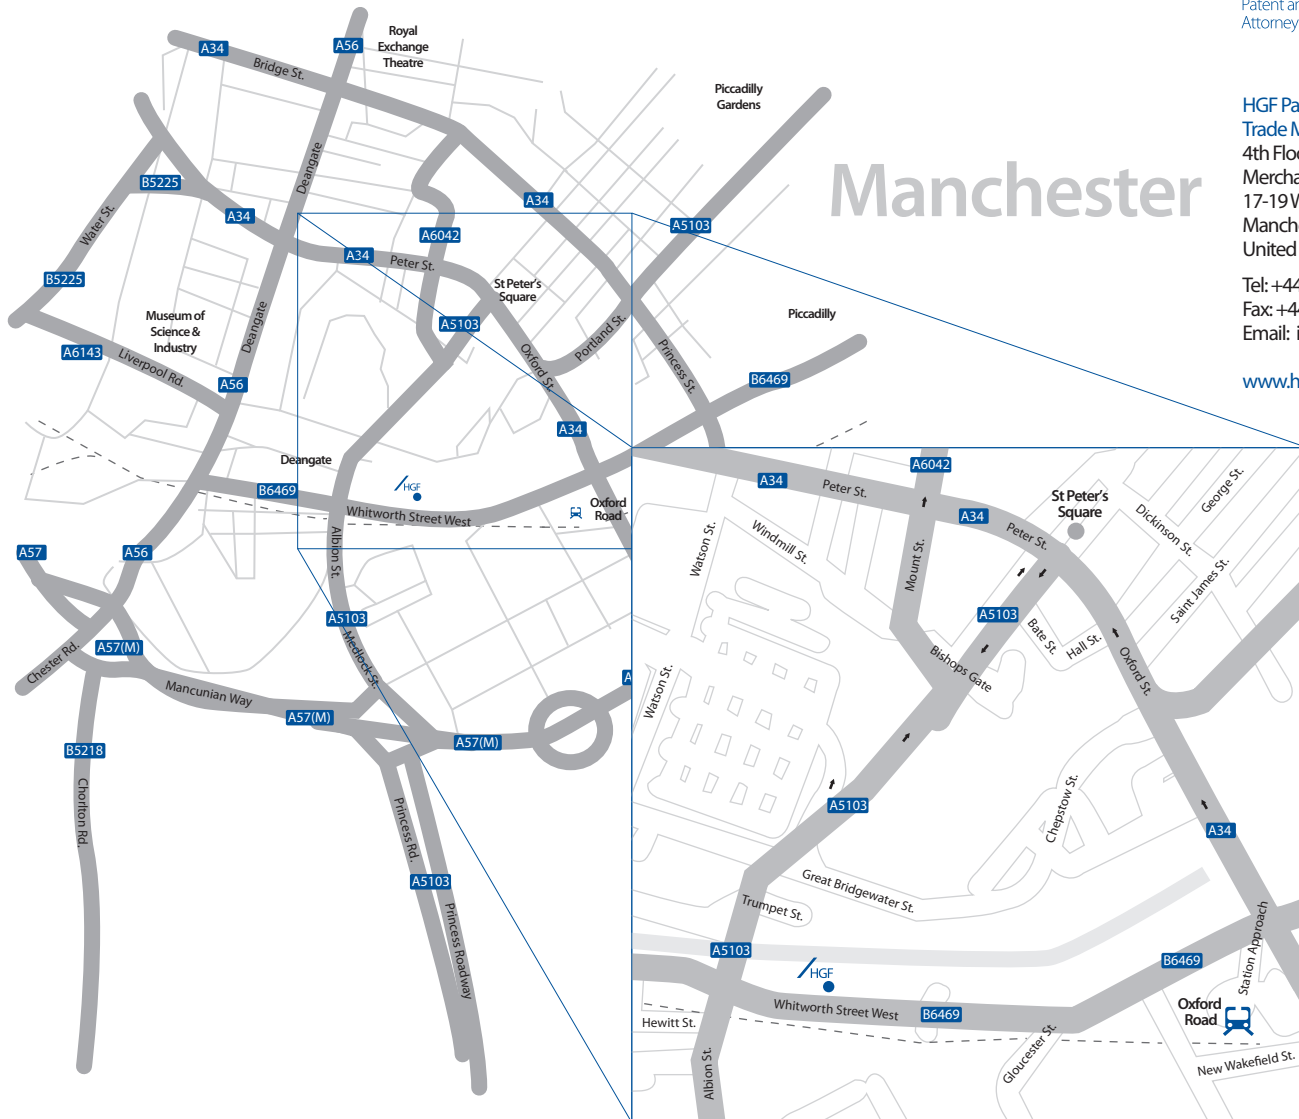 Patent an
Attorney
HGF Pa
Trade M
4th Floo
Mercha
17-19 W
Manche
United
Tel: +44
Fax: +44
Email: i
www.h
Manchester
A34
Bridge St.
A56
Royal
Exchange
Theatre
Piccadilly
Gardens
Deangate
B5225
A34
A34
A5103
Water St.
A6042
A34
Peter St.
B5225
St Peter's
Square
Museum of
Science &
Industry
Deangate
A5103
Portland St.
Piccadilly
A6143
Liverpool Rd.
Oxford St.
Princess St.
A56
B6469
A34
Deangate
B6469
HGF
Whitworth Street West
Oxford
Road
A57
A56
Albion St.
A5103
A57(M)
Chester Rd.
Medlock St.
Mancunian Way
A57(M)
A57(M)
A
B5218
Chorlton Rd.
Princess Rd.
A5103
Princess Roadway
A6042
A34
Peter St.
St Peter's
Square
George St.
A34
Peter St.
Dickinson St.
Watson St.
Windmill St.
Mount St.
Saint James St.
A5103
Bate St.
Hall St.
Bishops Gate
Oxford St.
Watson St.
A5103
Chepstow St.
A34
Great Bridgewater St.
Trumpet St.
A5103
Station Approach
B6469
HGF
Whitworth Street West
B6469
Oxford
Road
Hewitt St.
Albion St.
Gloucester St.
New Wakefield St.